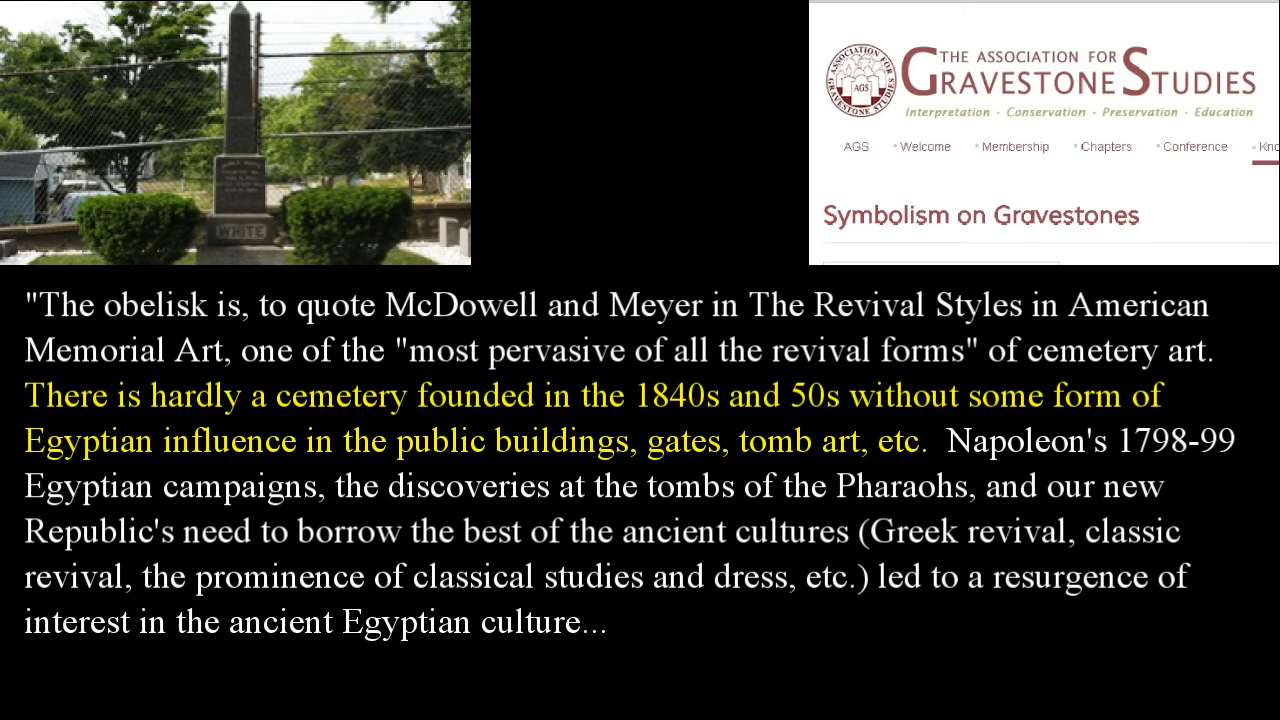 WHITE
ASSOCIATION FOR
GRAVESTONE STUDIES
AGS
THE ASSOCIATION FOR
GRAVESTONE STUDIES
Interpretation · Conservation · Preservation · Education
AGS • Welcome • Membership • Chapters • Conference • Kno
Symbolism on Gravestones
"The obelisk is, to quote McDowell and Meyer in The Revival Styles in American
Memorial Art, one of the "most pervasive of all the revival forms" of cemetery art.
There is hardly a cemetery founded in the 1840s and 50s without some form of
Egyptian influence in the public buildings, gates, tomb art, etc. Napoleon's 1798-99
Egyptian campaigns, the discoveries at the tombs of the Pharaohs, and our new
Republic's need to borrow the best of the ancient cultures (Greek revival, classic
revival, the prominence of classical studies and dress, etc.) led to a resurgence of
interest in the ancient Egyptian culture...